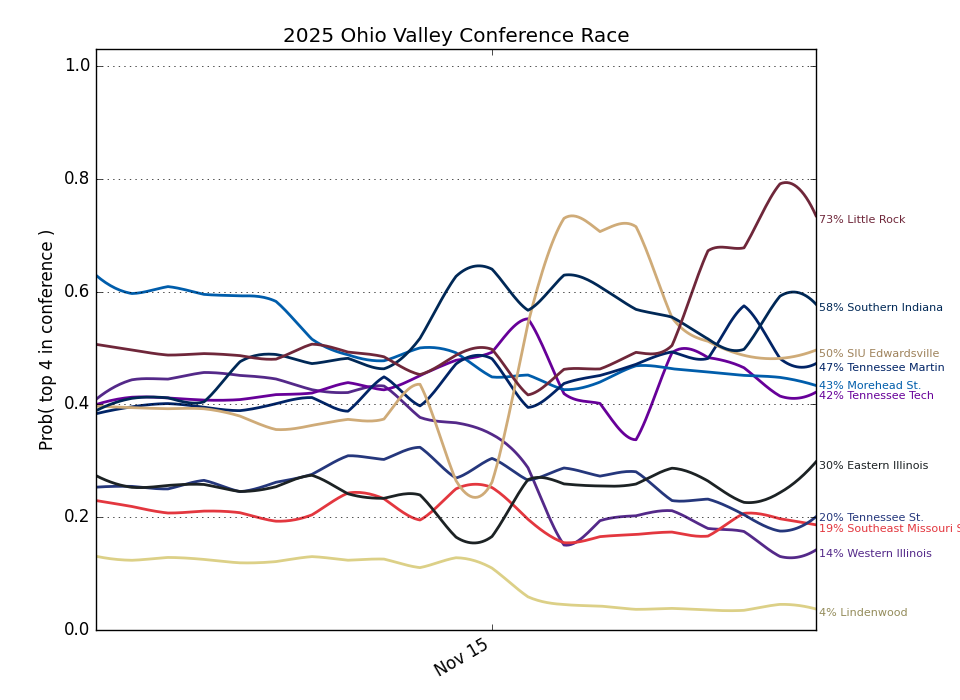 2025 Ohio Valley Conference Race
Prob( top 4 in conference )
1.0
0.8
0.6
0.4
0.2
0.0
Nov 15
73% Little Rock
58% Southern Indiana
50% SIU Edwardsville
47% Tennessee Martin
43% Morehead St.
42% Tennessee Tech
30% Eastern Illinois
20% Tennessee St.
19% Southeast Missouri S
14% Western Illinois
4% Lindenwood